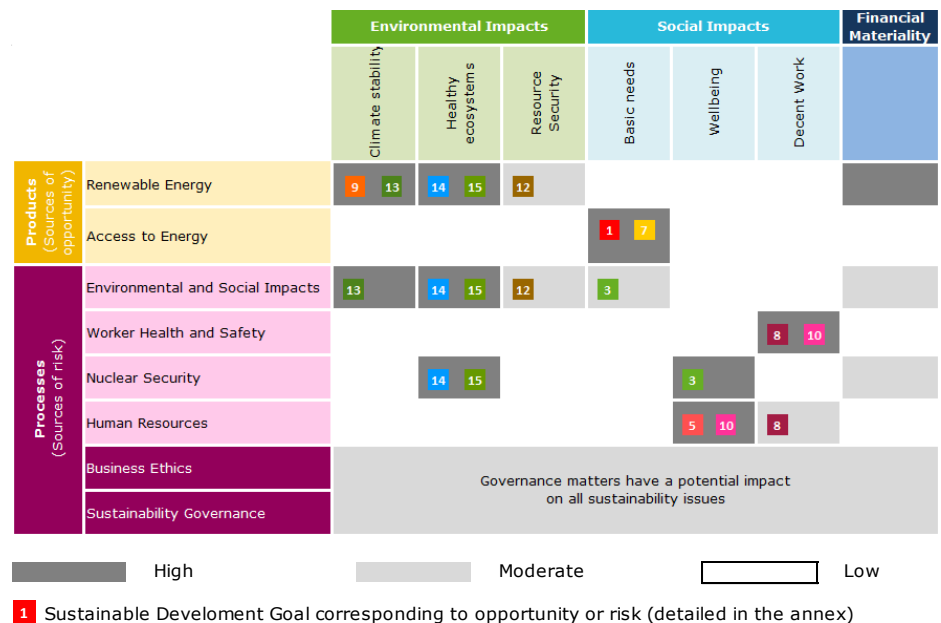 Environmental Impacts
Social Impacts
Financial
Materiality
Climate stability
Healthy
ecosystems
Resource
Security
Basic needs
Wellbeing
Decent Work
Products
(Sources of
opportunity)
Renewable Energy
9 13 14 15 12
Access to Energy
1 7
Processes
(Sources of risk)
Environmental and Social Impacts
13 14 15 12 3
Worker Health and Safety
8 10
Nuclear Security
14 15 3
Human Resources
5 10 8
Business Ethics
Sustainability Governance
Governance matters have a potential impact
on all sustainability issues
High
Moderate
Low
1 Sustainable Develoment Goal corresponding to opportunity or risk (detailed in the annex)